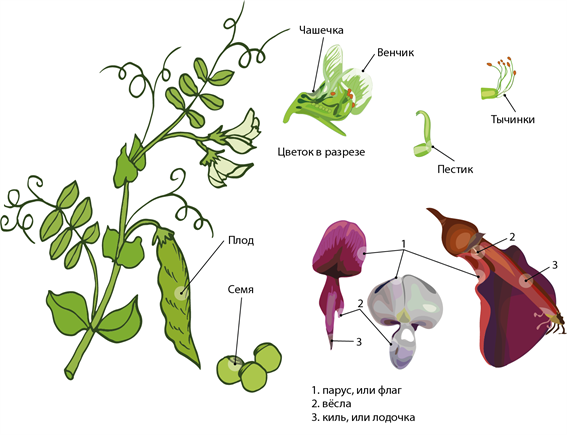 Чашечка
Венчик
Цветок в разрезе
Тычинки
Пестик
Плод
Семя
1
2
3
2
3
1. парус, или флаг
2. вёсла
3. киль, или лодочка